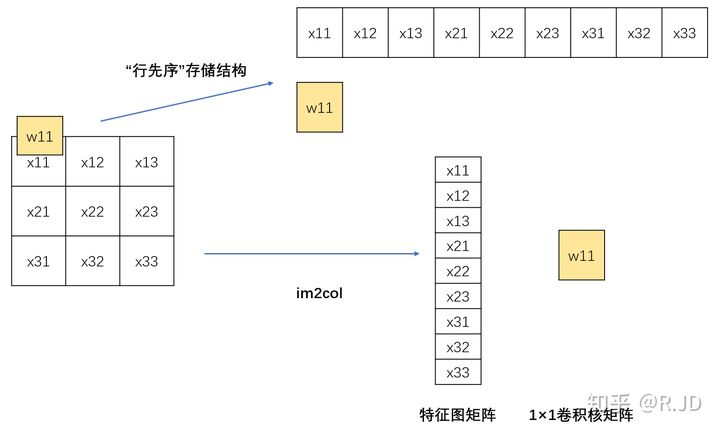 x11 x12 x13 x21 x22 x23 x31 x32 x33
“行先序”存储结构
w11
w11
x11 x12 x13
x21 x22 x23
x31 x32 x33
im2col
x11
x12
x13
x21
x22
x23
x31
x32
x33
w11
特征图矩阵
1×1卷积核矩阵
知乎 @R.JD